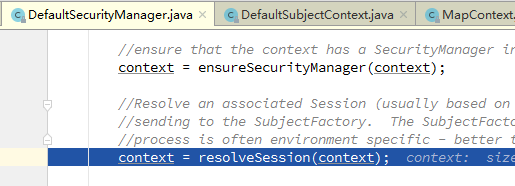 DefaultSecurityManager.java DefaultSubjectContext.java MapContext.
//ensure that the context has a SecurityManager in
context = ensureSecurityManager(context);
//Resolve an associated Session (usually based on
//sending to the SubjectFactory. The SubjectFacto
//process is often environment specific - better t
context = resolveSession(context); context: size